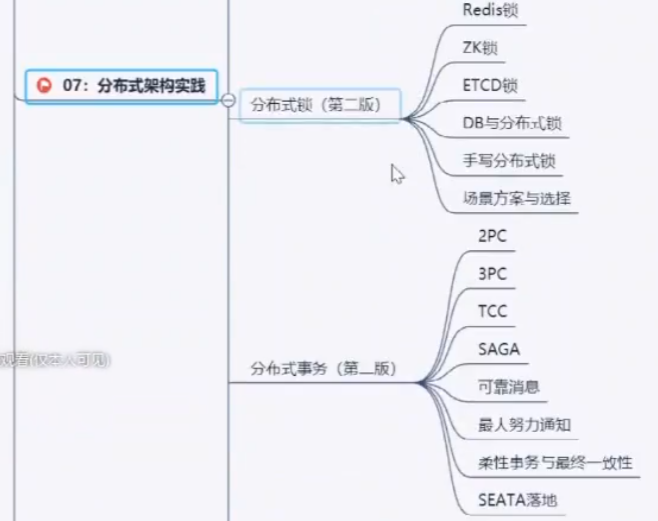 Redis锁
ZK锁
07：分布式架构实践
ETCD锁
分布式锁（第二版）
DB与分布式锁
手写分布式锁
场景方案与选择
2PC
3PC
TCC
观看(仅本人可见)
SAGA
分布式事务（第二版）
可靠消息
最大努力通知
柔性事务与最终一致性
SEATA落地